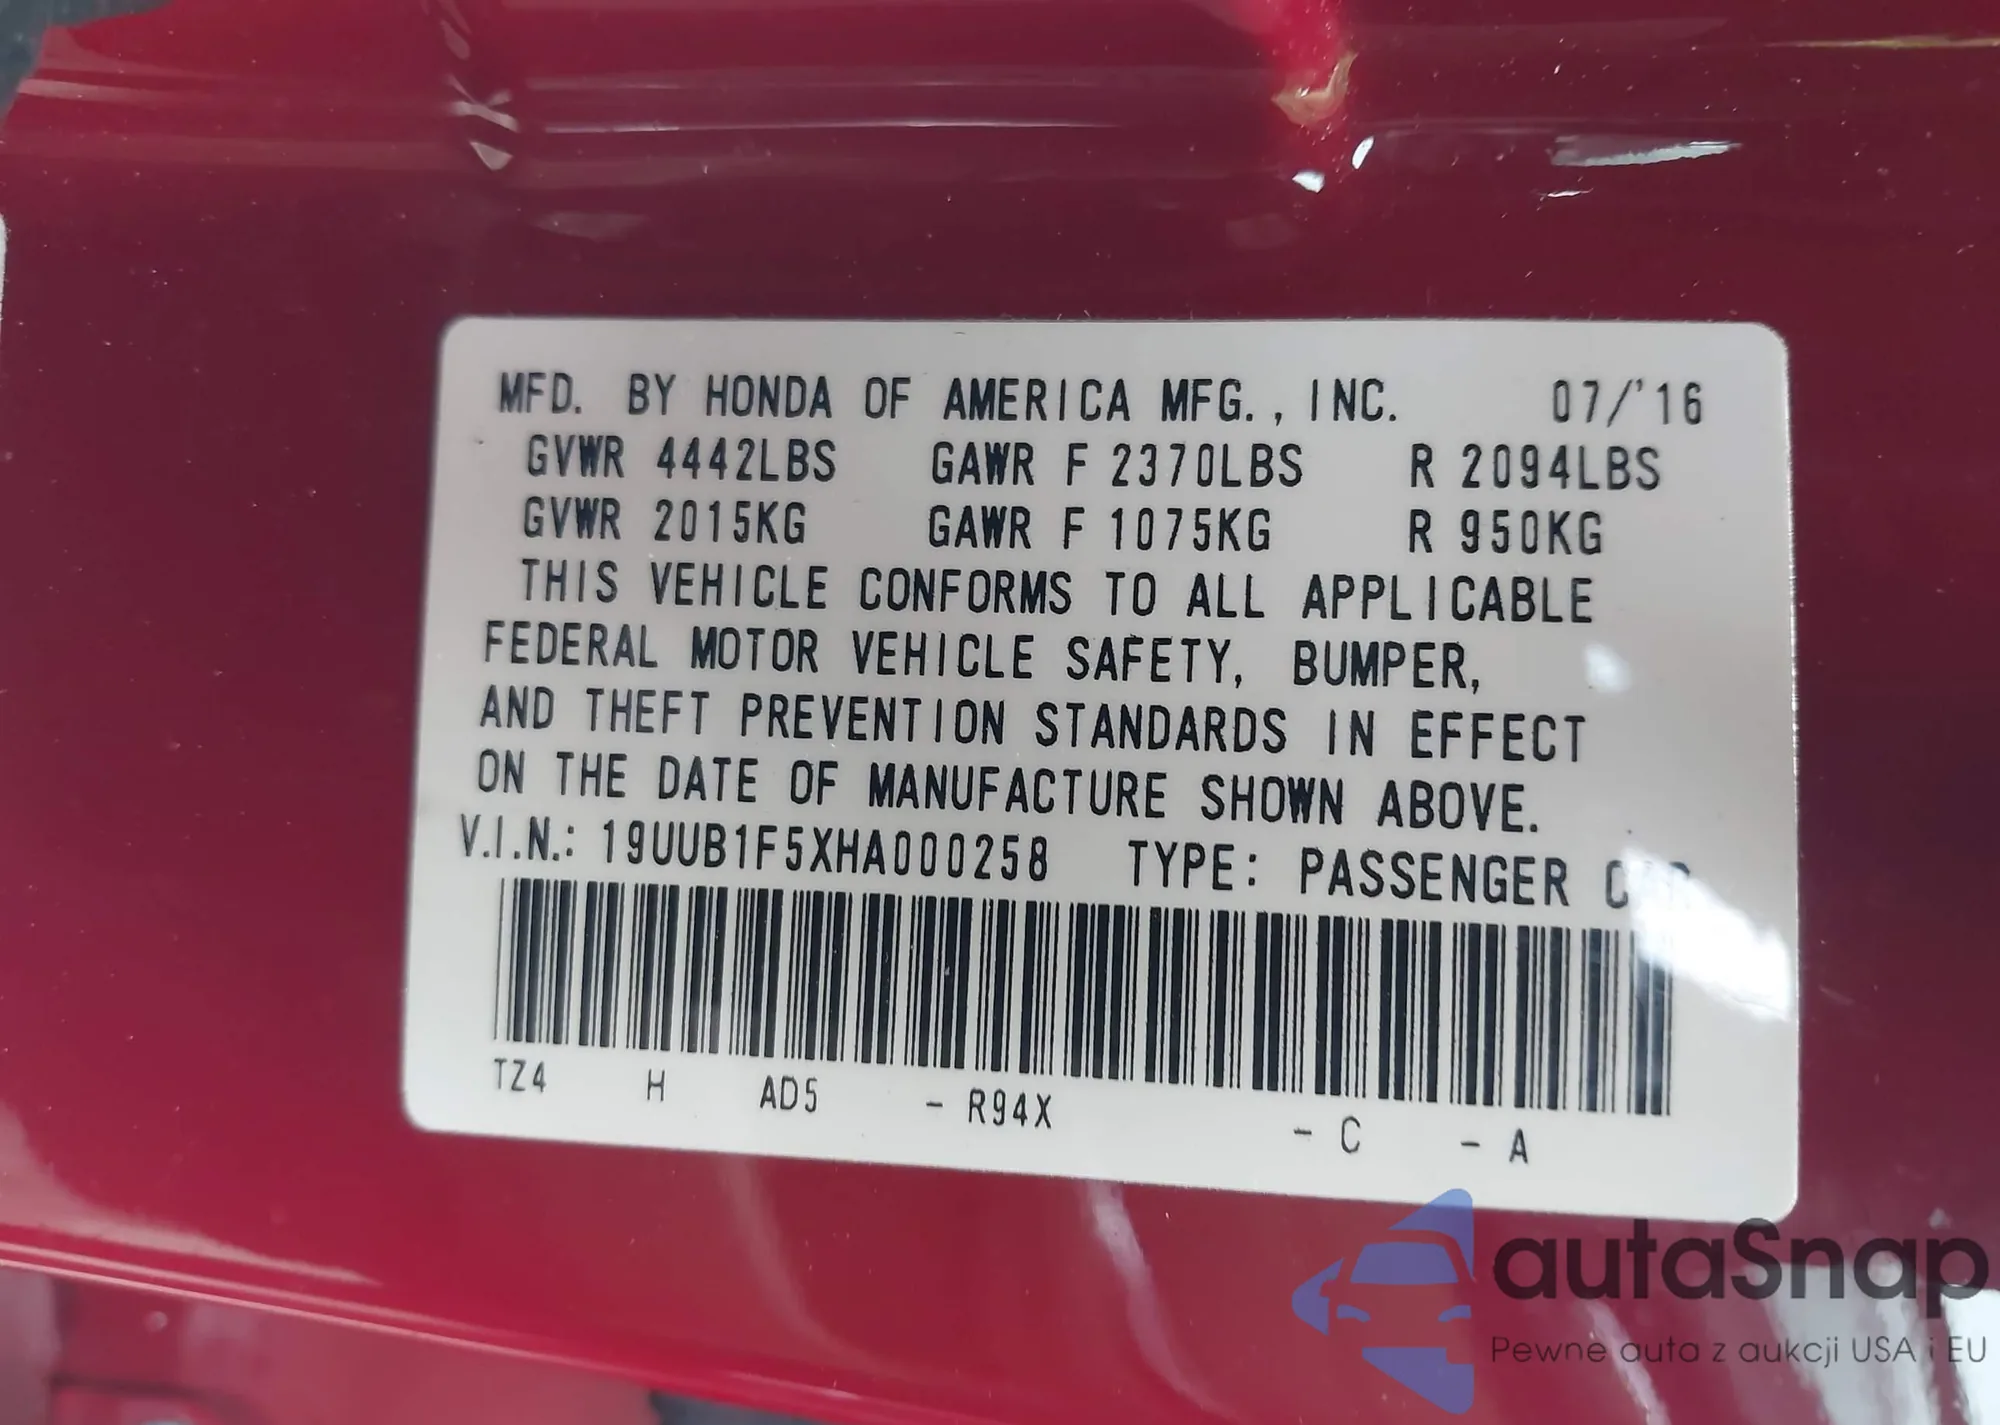 MFD. BY HONDA OF AMERICA MFG., INC. 07/'16
GVWR 4442LBS GAWR F 2370LBS R 2094LBS
GVWR 2015KG GAWR F 1075KG R 950KG
THIS VEHICLE CONFORMS TO ALL APPLICABLE
FEDERAL MOTOR VEHICLE SAFETY, BUMPER,
AND THEFT PREVENTION STANDARDS IN EFFECT
ON THE DATE OF MANUFACTURE SHOWN ABOVE.
V.I.N.: 19UUB1F5XHA000258 TYPE: PASSENGER CAR
TZ4 H AD5 - R94X - C - A
autaSnap
Pewne auta z aukcji USA i EU